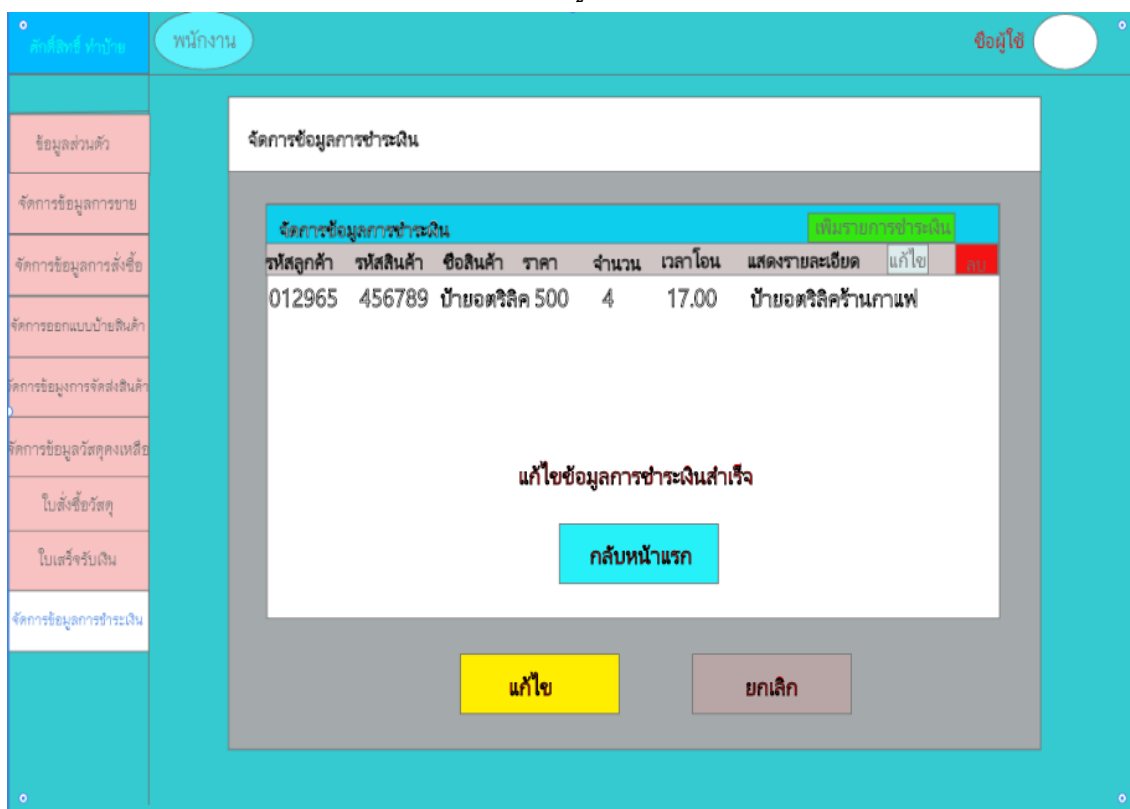 ศักดิ์สิทธิ์ ทำป้าย
พนักงาน
ชื่อผู้ใช้
ข้อมูลส่วนตัว
จัดการข้อมูลการขาย
จัดการข้อมูลการสั่งซื้อ
จัดการออกแบบป้ายสินค้า
จัดการข้อมูงการจัดส่งสินค้า
จัดการข้อมูลวัสดุคงเหลือ
ใบสั่งซื้อวัสดุ
ใบเสร็จรับเงิน
จัดการข้อมูลการชำระเงิน
จัดการข้อมูลการชำระเงิน
จัดการข้อมูลการชำระเงิน เพิ่มรายการชำระเงิน
รหัสลูกค้า รหัสสินค้า ชื่อสินค้า ราคา จำนวน เวลาโอน แสดงรายละเอียด แก้ไข ลบ
012965 456789 ป้ายอตริลิค 500 4 17.00 ป้ายอตริลิคร้านกาแฟ
แก้ไขข้อมูลการชำระเงินสำเร็จ
กลับหน้าแรก
แก้ไข ยกเลิก